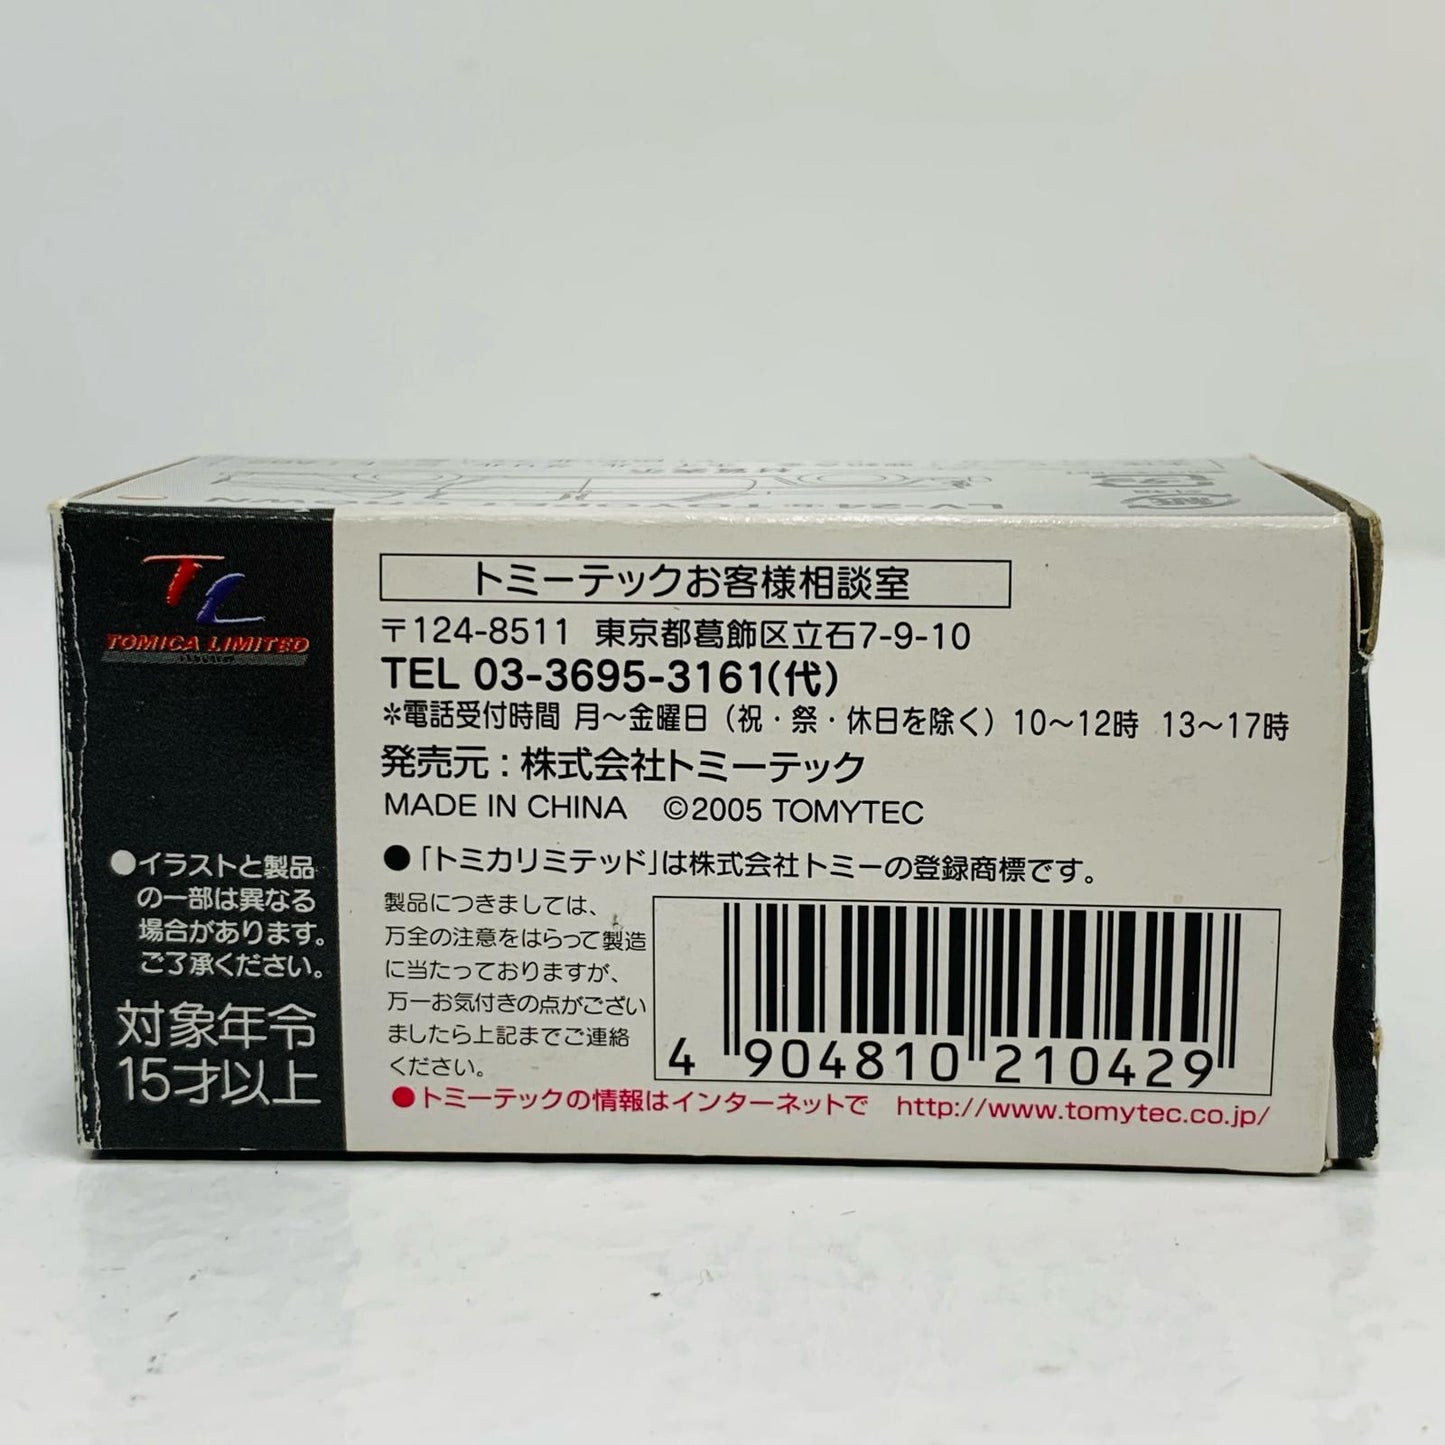 LV-24 TOYOPET CROWN
TL
TOMICA LIMITED
●イラストと製品
の一部は異なる
場合があります。
ご了承ください。
対象年令
15才以上
トミーテックお客様相談室
〒124-8511 東京都葛飾区立石7-9-10
TEL 03-3695-3161(代)
＊電話受付時間 月～金曜日（祝・祭・休日を除く）10～12時 13～17時
発売元：株式会社トミーテック
MADE IN CHINA ©2005 TOMYTEC
●「トミカリミテッド」は株式会社トミーの登録商標です。
製品につきましては、
万全の注意をはらって製造
に当たっておりますが、
万一お気付きの点がござい
ましたら上記までご連絡
ください。
4 904810 210429
●トミーテックの情報はインターネットで http://www.tomytec.co.jp/